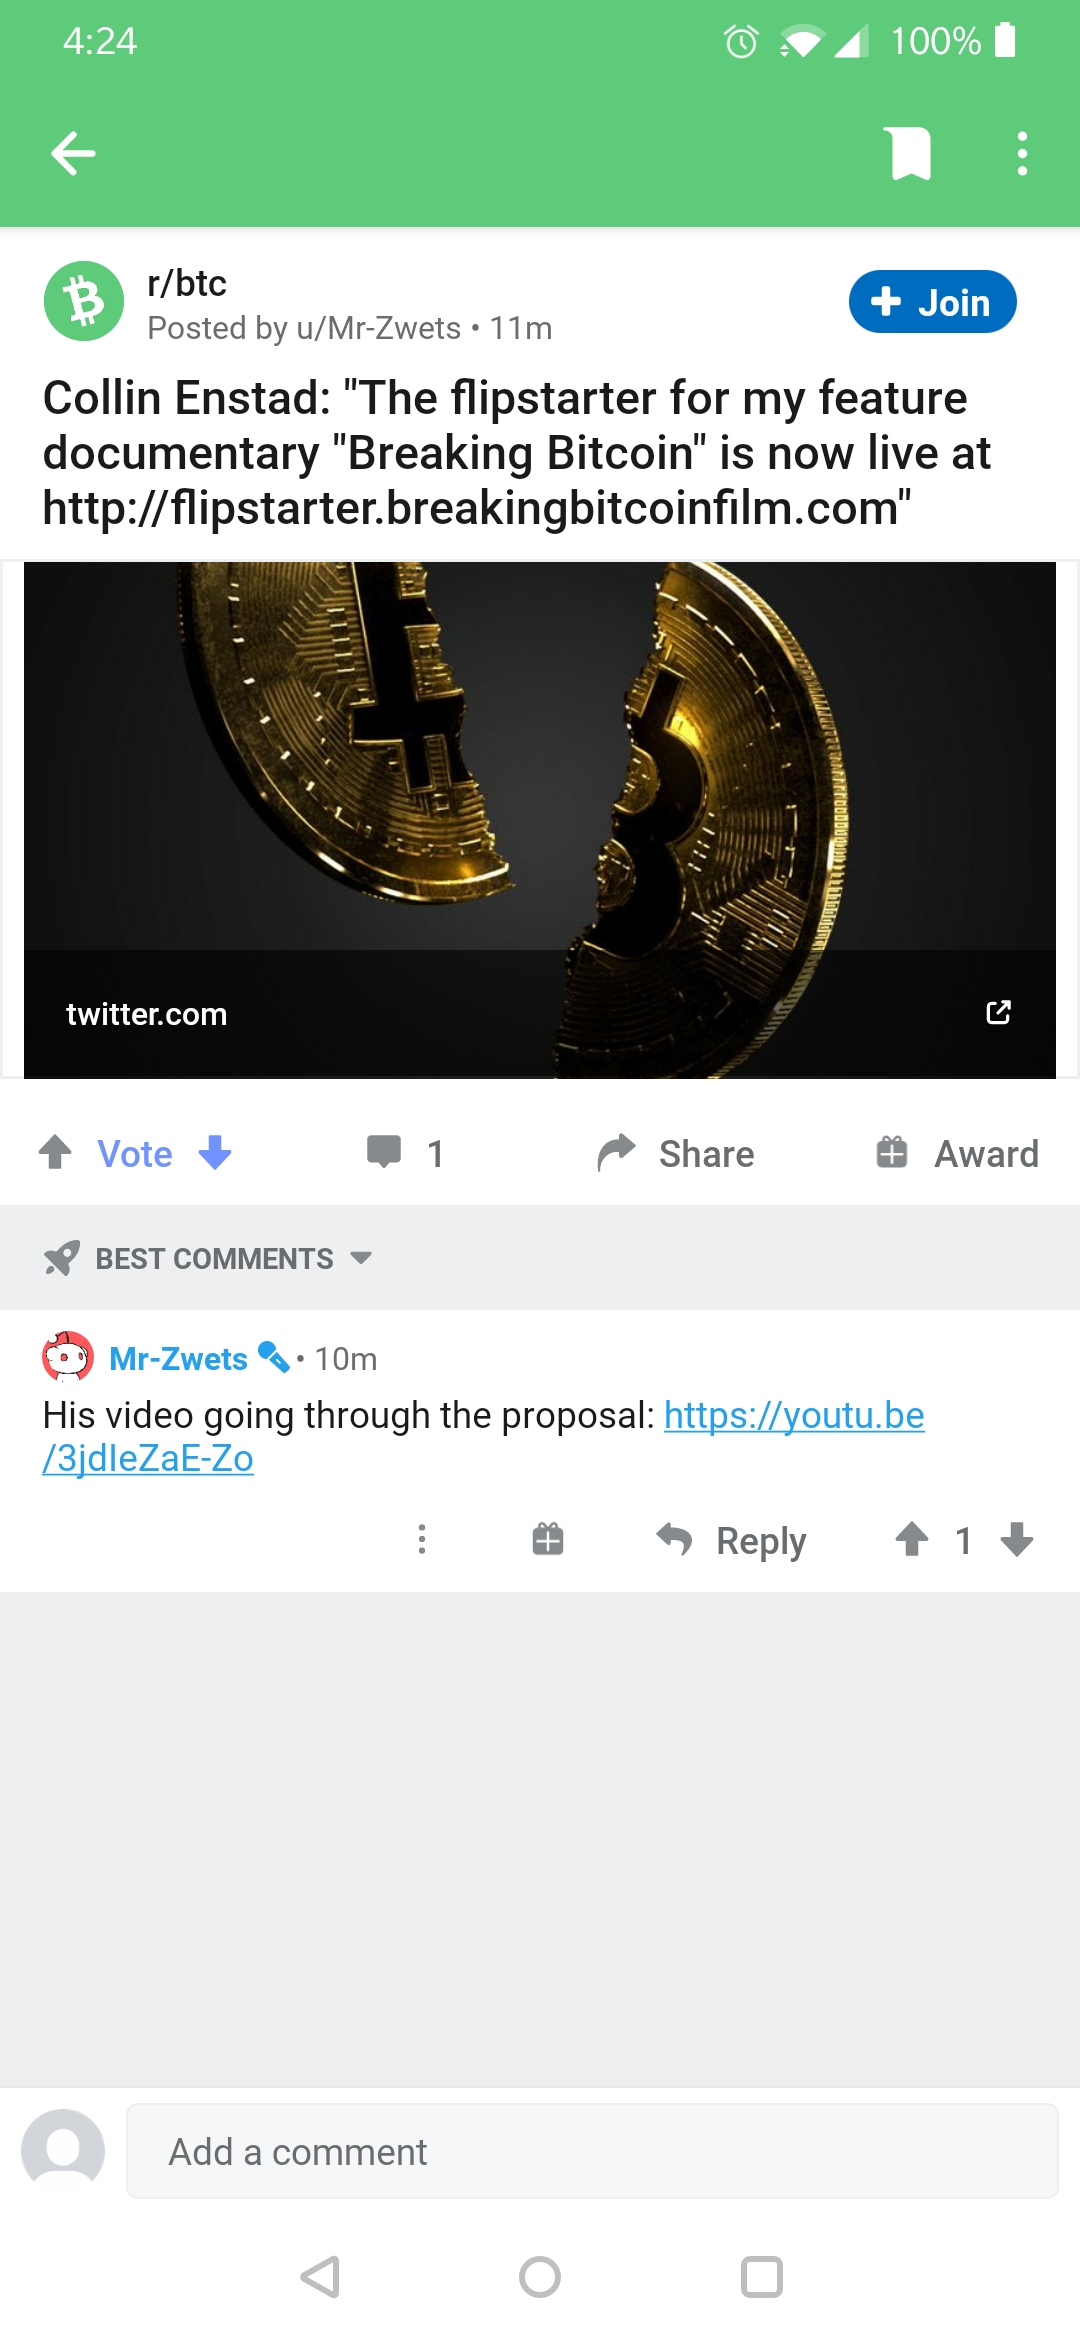 4:24
100%
r/btc
Posted by u/Mr-Zwets • 11m
+ Join
Collin Enstad: "The flipstarter for my feature
documentary "Breaking Bitcoin" is now live at
http://flipstarter.breakingbitcoinfilm.com"
twitter.com
Vote
1
Share
Award
BEST COMMENTS
Mr-Zwets • 10m
His video going through the proposal: https://youtu.be
/3jdIeZaE-Zo
Reply
1
Add a comment